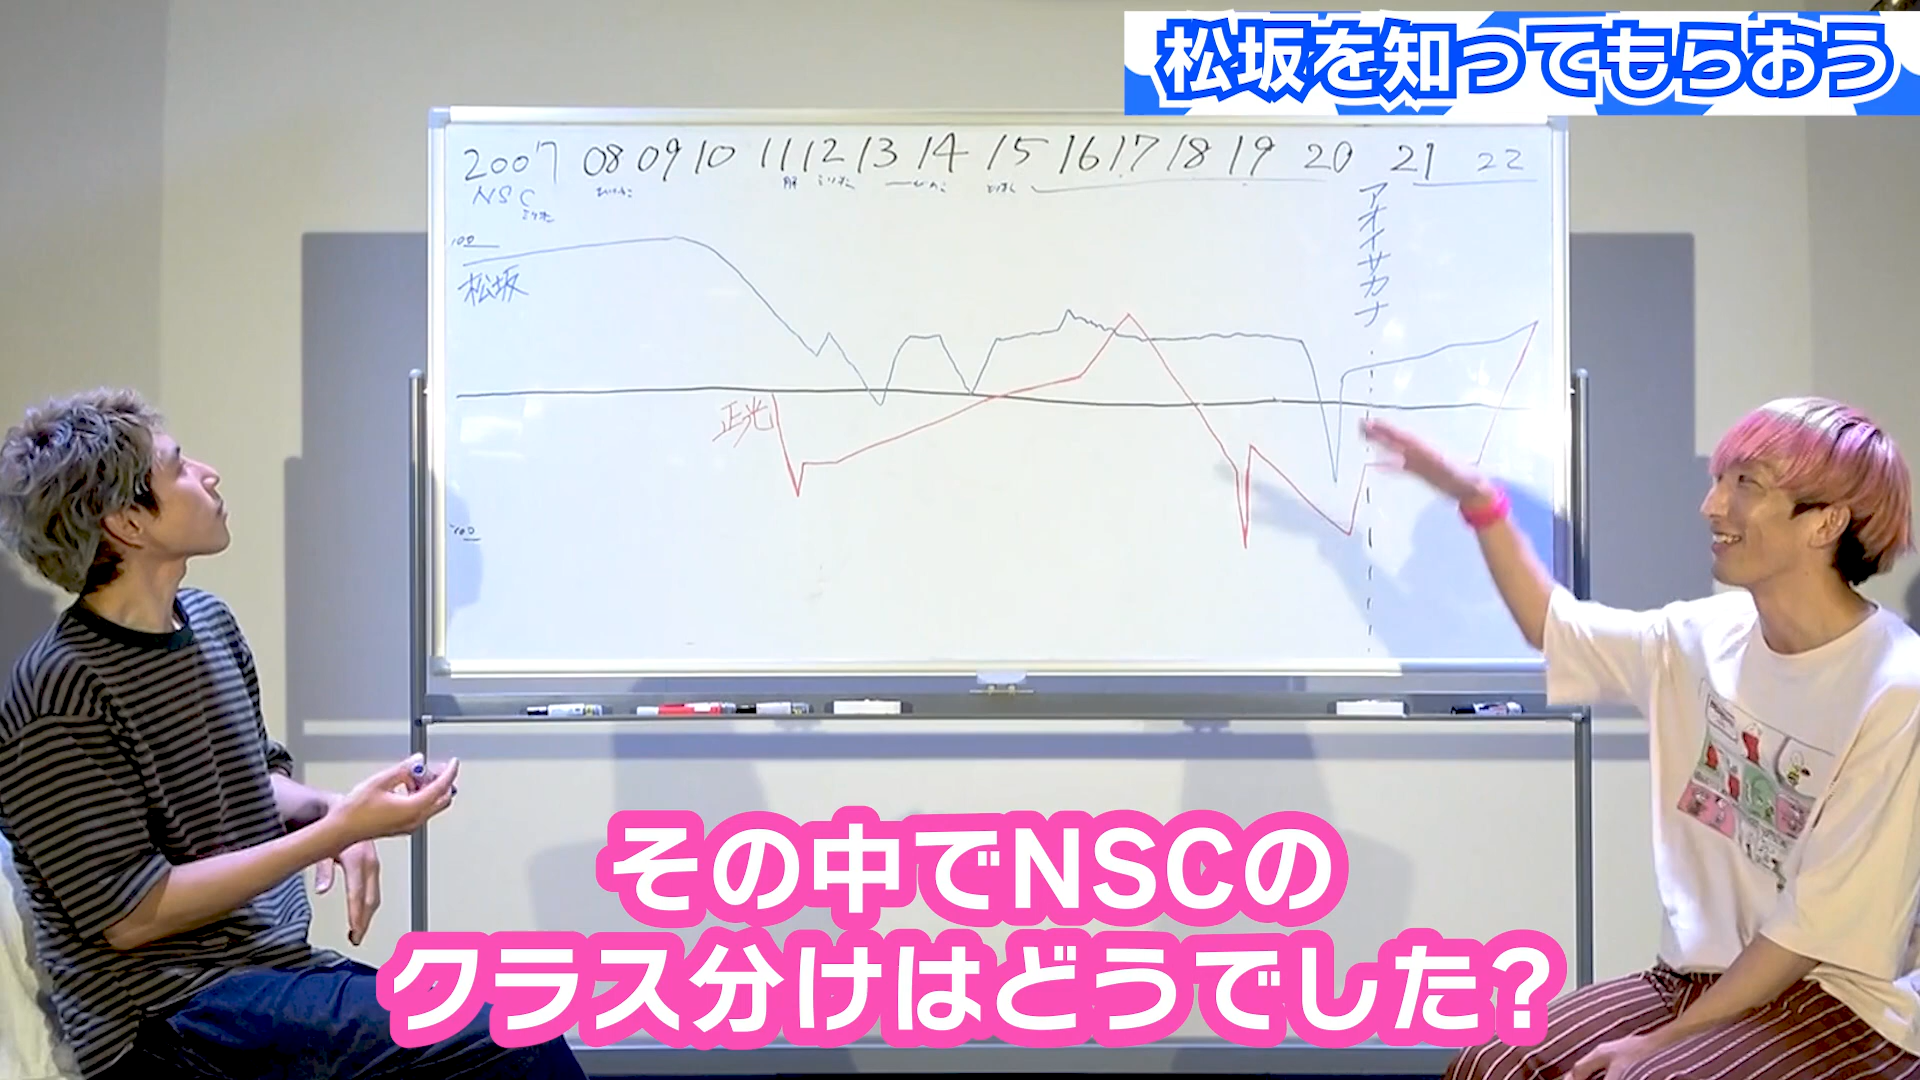 松坂を知ってもらおう
2007 08 09 10 11 12 13 14 15 16 17 18 19 20 21 22
NSC
100
松坂
アオイサカナ
正光
-100
その中でNSCの
クラス分けはどうでした?